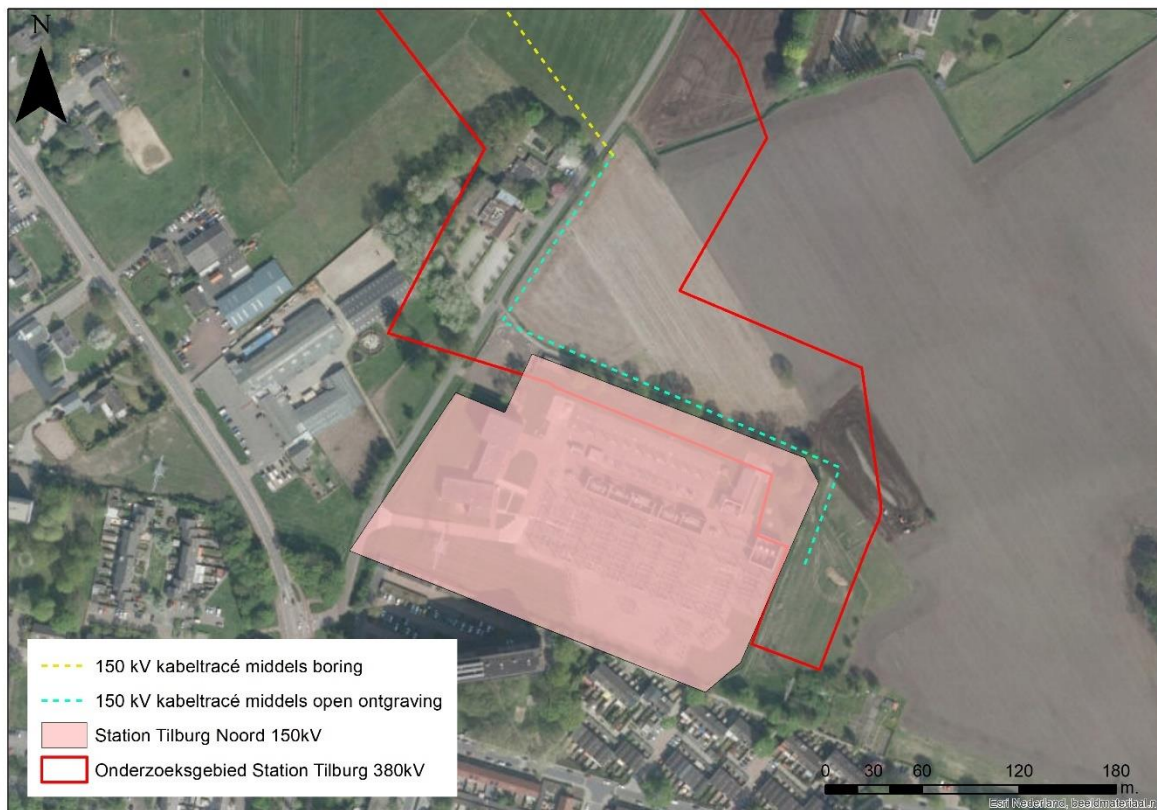 N
150 kV kabeltracé middels boring
150 kV kabeltracé middels open ontgraving
Station Tilburg Noord 150kV
Onderzoeksgebied Station Tilburg 380kV
0 30 60 120 180
m.
Esri Nederland, beeldmateriaal.n